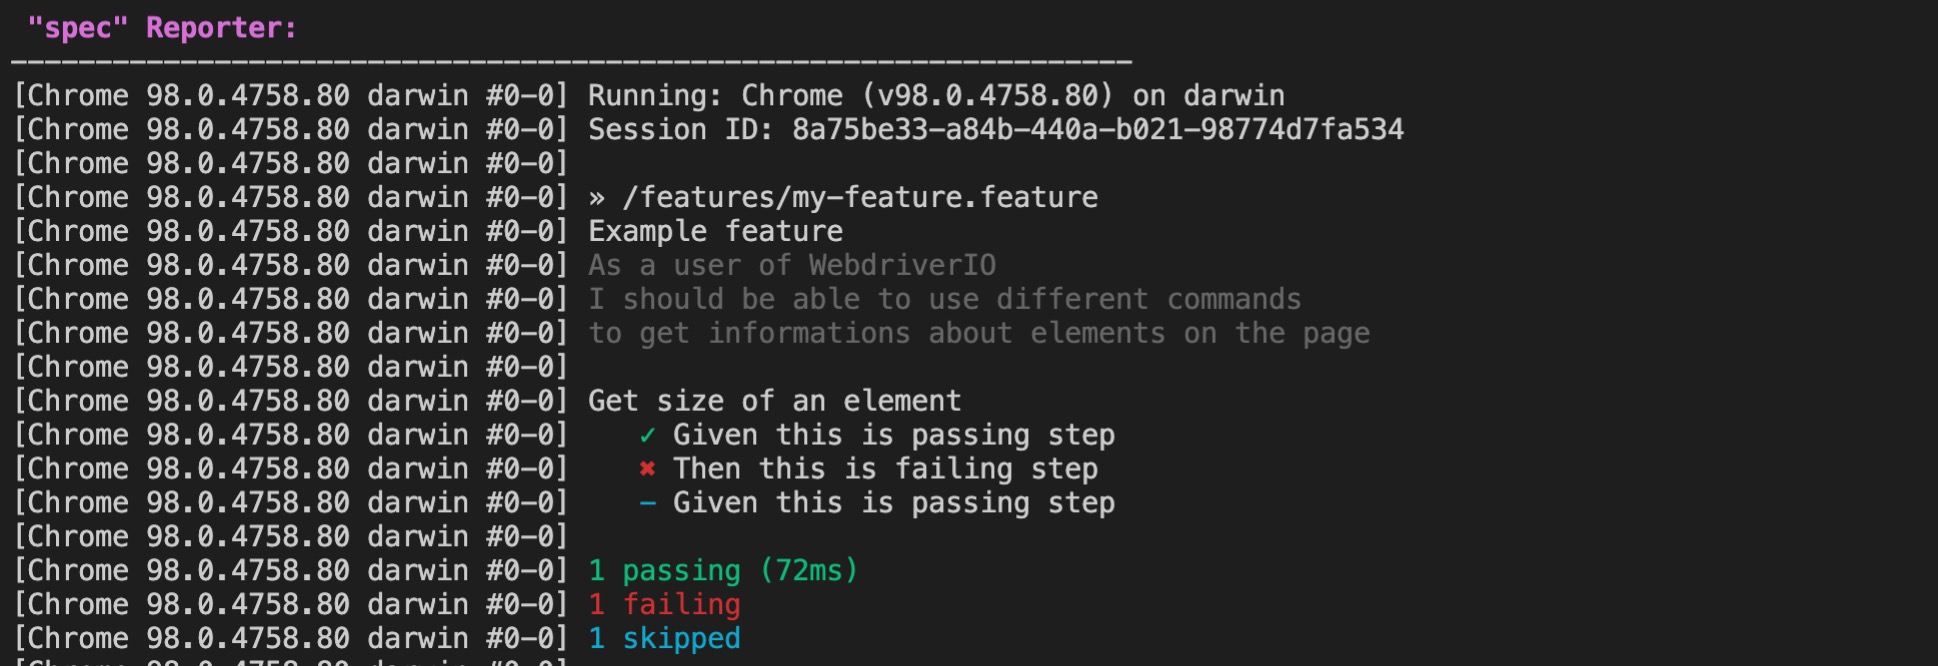 "spec" Reporter:
------------------------------------------------------------------
[Chrome 98.0.4758.80 darwin #0-0] Running: Chrome (v98.0.4758.80) on darwin
[Chrome 98.0.4758.80 darwin #0-0] Session ID: 8a75be33-a84b-440a-b021-98774d7fa534
[Chrome 98.0.4758.80 darwin #0-0]
[Chrome 98.0.4758.80 darwin #0-0] » /features/my-feature.feature
[Chrome 98.0.4758.80 darwin #0-0] Example feature
[Chrome 98.0.4758.80 darwin #0-0] As a user of WebdriverIO
[Chrome 98.0.4758.80 darwin #0-0] I should be able to use different commands
[Chrome 98.0.4758.80 darwin #0-0] to get informations about elements on the page
[Chrome 98.0.4758.80 darwin #0-0]
[Chrome 98.0.4758.80 darwin #0-0] Get size of an element
[Chrome 98.0.4758.80 darwin #0-0] ✓ Given this is passing step
[Chrome 98.0.4758.80 darwin #0-0] ✖ Then this is failing step
[Chrome 98.0.4758.80 darwin #0-0] - Given this is passing step
[Chrome 98.0.4758.80 darwin #0-0]
[Chrome 98.0.4758.80 darwin #0-0] 1 passing (72ms)
[Chrome 98.0.4758.80 darwin #0-0] 1 failing
[Chrome 98.0.4758.80 darwin #0-0] 1 skipped